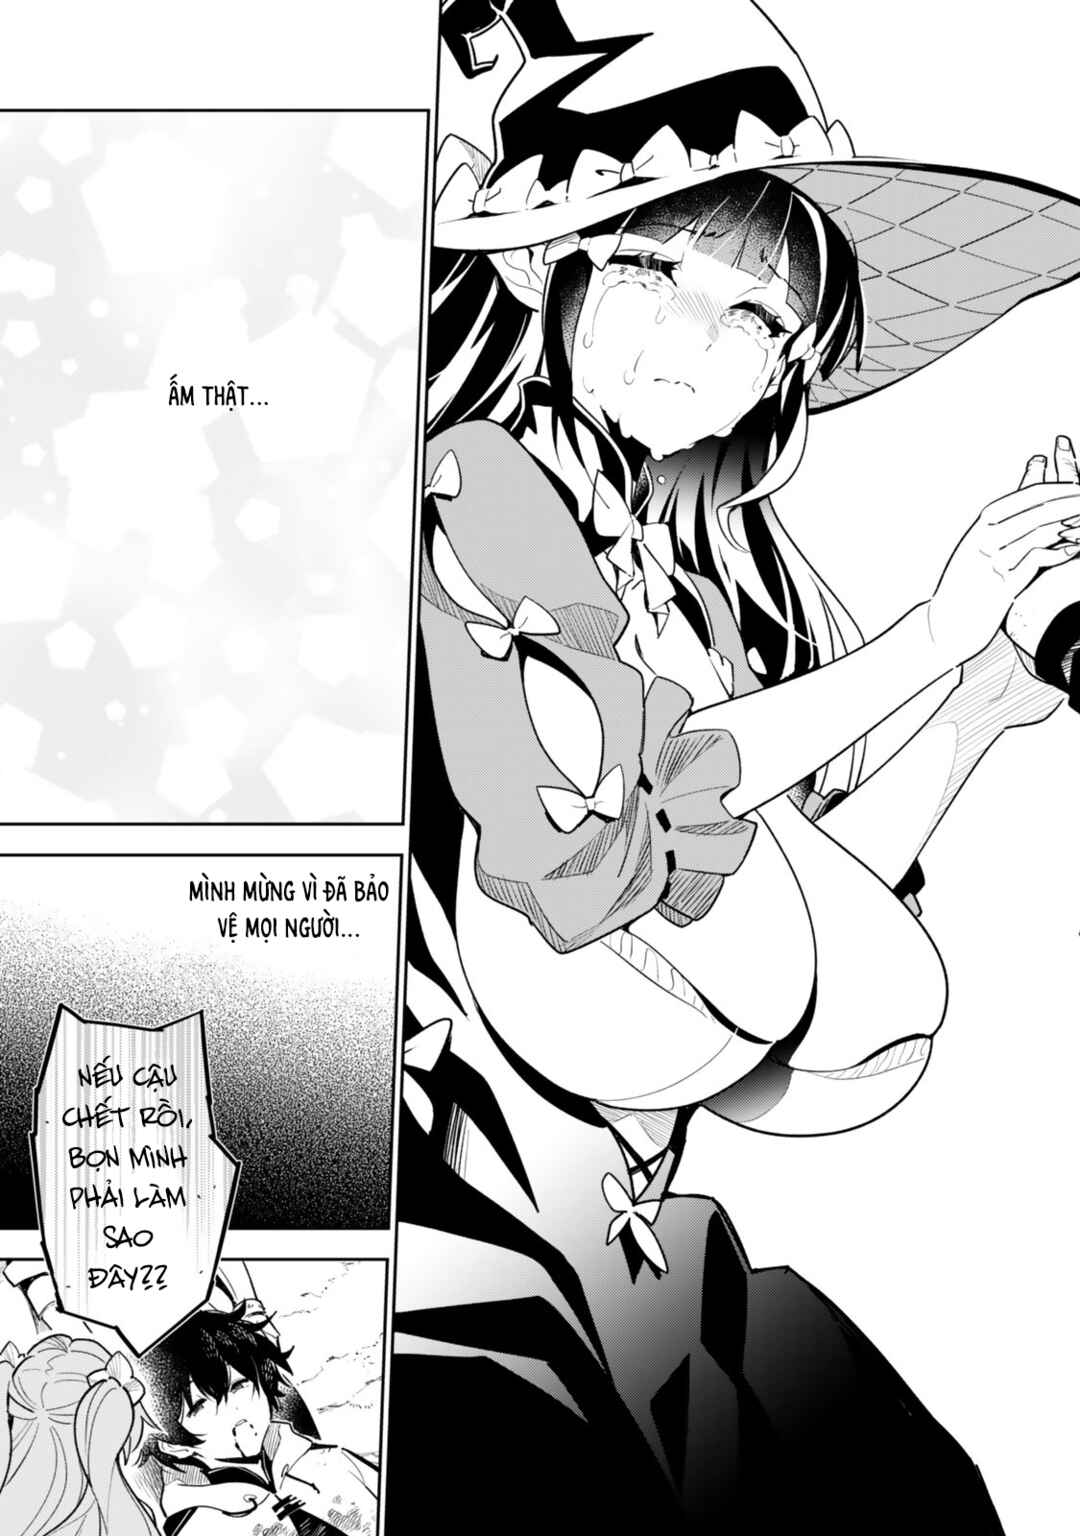 ẤM THẬT...
MÌNH MỪNG VÌ ĐÃ BẢO
VỆ MỌI NGƯỜI...
NẾU CẬU
CHẾT RỒI,
BỌN MÌNH
PHẢI LÀM
SAO
ĐÂY??